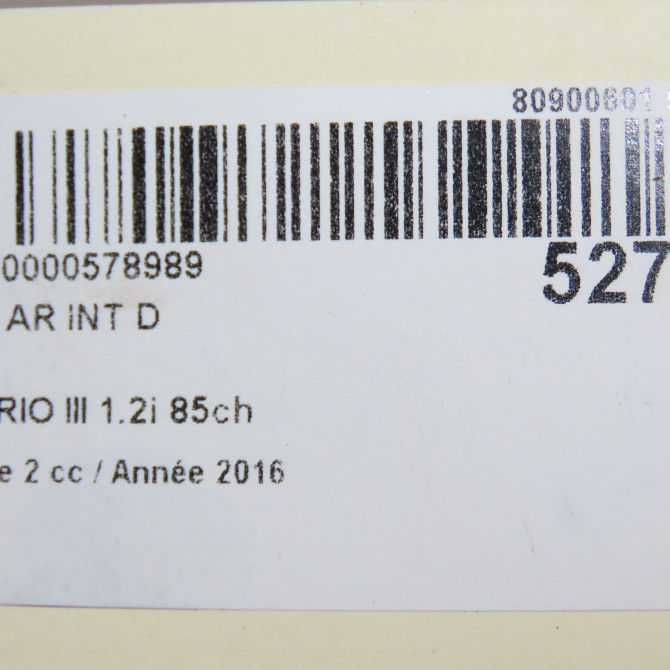 80900601
0000578989
527
AR INT D
RIO III 1.2i 85ch
e 2 cc / Année 2016